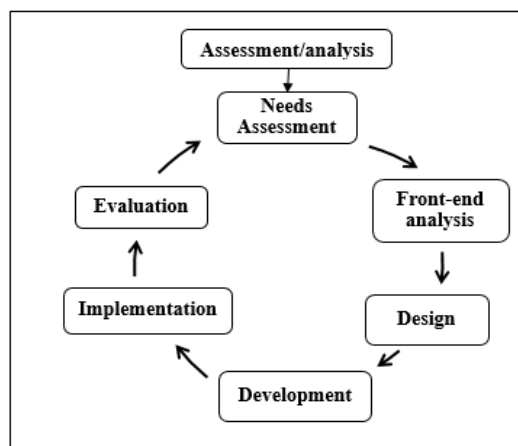 Assessment/analysis
Needs
Assessment
Front-end
analysis
Design
Development
Implementation
Evaluation